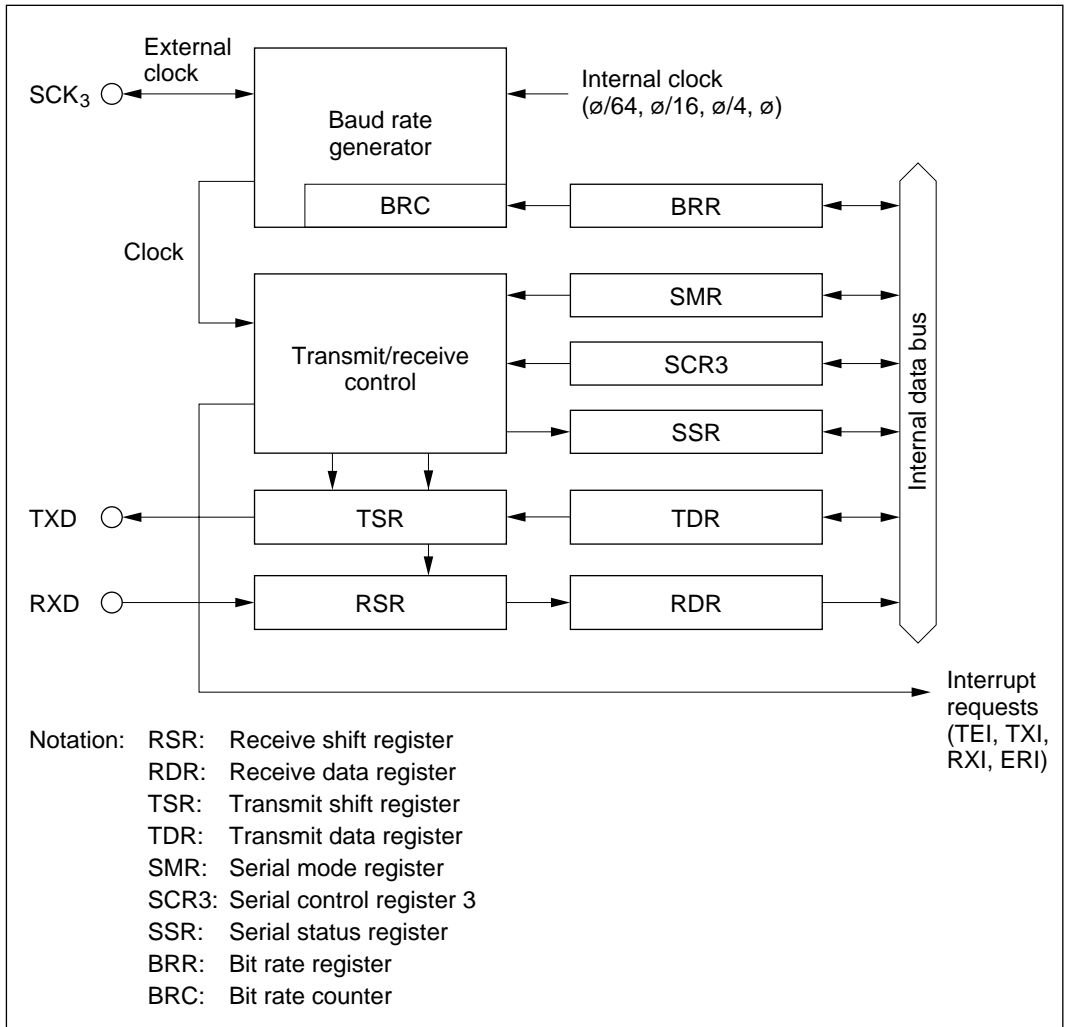 External
clock
SCK3
Internal clock
(ø/64, ø/16, ø/4, ø)
Baud rate
generator
BRC
BRR
Clock
SMR
Transmit/receive
control
SCR3
SSR
Internal data bus
TXD
TSR
TDR
RXD
RSR
RDR
Interrupt
requests
(TEI, TXI,
RXI, ERI)
Notation: RSR: Receive shift register
RDR: Receive data register
TSR: Transmit shift register
TDR: Transmit data register
SMR: Serial mode register
SCR3: Serial control register 3
SSR: Serial status register
BRR: Bit rate register
BRC: Bit rate counter